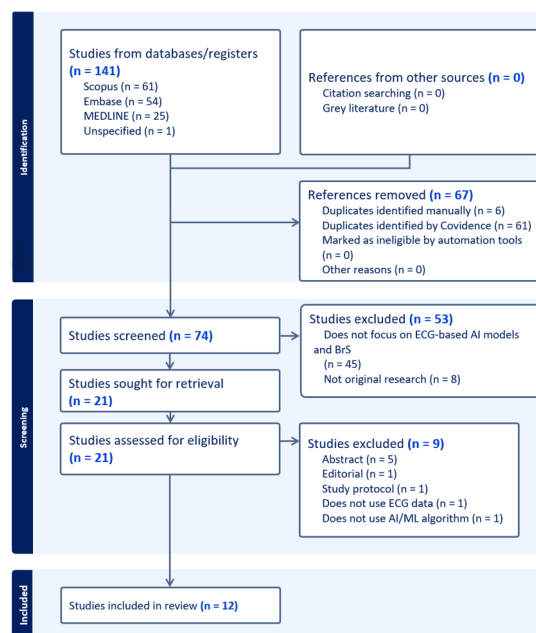 Identification
Studies from databases/registers
(n = 141)
Scopus (n = 61)
Embase (n = 54)
MEDLINE (n = 25)
Unspecified (n = 1)
References from other sources (n = 0)
Citation searching (n = 0)
Grey literature (n = 0)
References removed (n = 67)
Duplicates identified manually (n = 6)
Duplicates identified by Covidence (n = 61)
Marked as ineligible by automation tools
(n = 0)
Other reasons (n = 0)
Screening
Studies screened (n = 74)
Studies excluded (n = 53)
Does not focus on ECG-based AI models
and BrS
(n = 45)
Not original research (n = 8)
Studies sought for retrieval
(n = 21)
Studies assessed for eligibility
(n = 21)
Studies excluded (n = 9)
Abstract (n = 5)
Editorial (n = 1)
Study protocol (n = 1)
Does not use ECG data (n = 1)
Does not use AI/ML algorithm (n = 1)
Included
Studies included in review (n = 12)